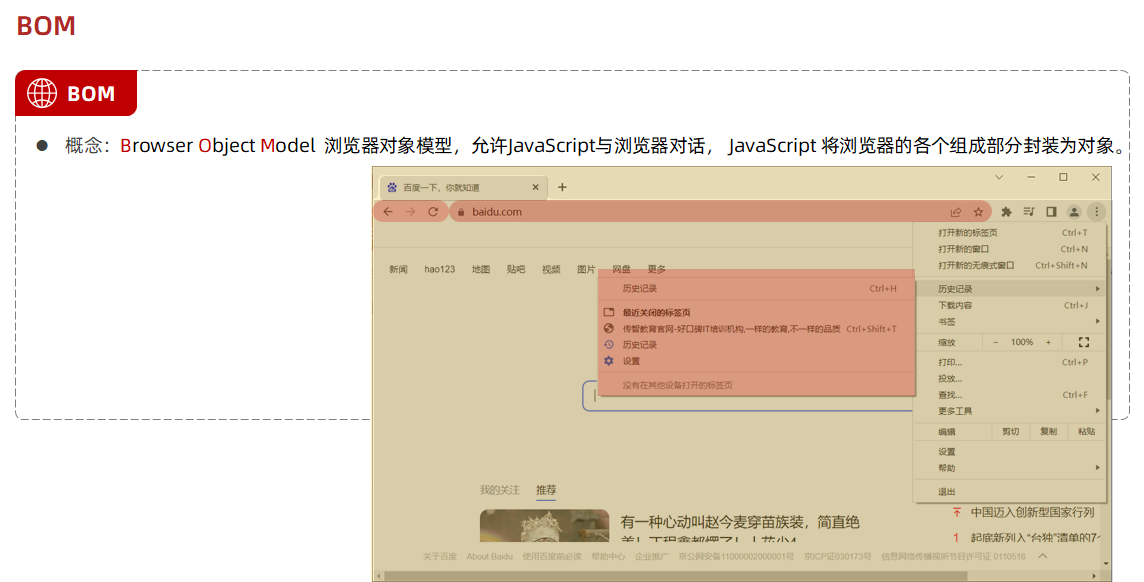 BOM
BOM
概念：Browser Object Model 浏览器对象模型，允许JavaScript与浏览器对话， JavaScript 将浏览器的各个组成部分封装为对象。
百度一下，你就知道
baidu.com
打开新的标签页 Ctrl+T
打开新的窗口 Ctrl+N
打开新的无痕式窗口 Ctrl+Shift+N
历史记录
下载内容 Ctrl+J
书签
缩放 - 100% +
打印... Ctrl+P
投放...
查找... Ctrl+F
更多工具
编辑 剪切 复制 粘贴
设置
帮助
退出
新闻 hao123 地图 贴吧 视频 图片 网盘 更多
历史记录 Ctrl+H
最近关闭的标签页
传智教育官网-好口碑IT培训机构,一样的教育,不一样的品质 Ctrl+Shift+T
历史记录
设置
没有在其他设备打开的标签页
我的关注 推荐
有一种心动叫赵今麦穿苗族装，简直绝
中国迈入创新型国家行列
1 起底新列入“台独”清单的7个
关于百度 About Baidu 使用百度前必读 帮助中心 企业推广 京公网安备11000002000001号 京ICP证030173号 信息网络传播视听节目许可证 0110516